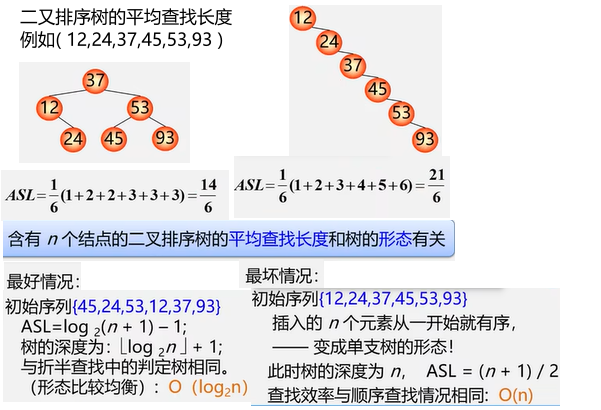 二叉排序树的平均查找长度
例如( 12,24,37,45,53,93 )
37
12
53
24
45
93
12
24
37
45
53
93
ASL=1/6(1+2+2+3+3+3)=14/6
ASL=1/6(1+2+3+4+5+6)=21/6
含有 n 个结点的二叉排序树的平均查找长度和树的形态有关
最好情况：
初始序列{45,24,53,12,37,93}
ASL=log ₂(n + 1) – 1;
树的深度为：⌊log ₂n ⌋ + 1;
与折半查找中的判定树相同。
（形态比较均衡）：O（log₂n）
最坏情况：
初始序列{12,24,37,45,53,93}
插入的 n 个元素从一开始就有序，
—— 变成单支树的形态！
此时树的深度为 n， ASL = (n + 1) / 2
查找效率与顺序查找情况相同: O(n)